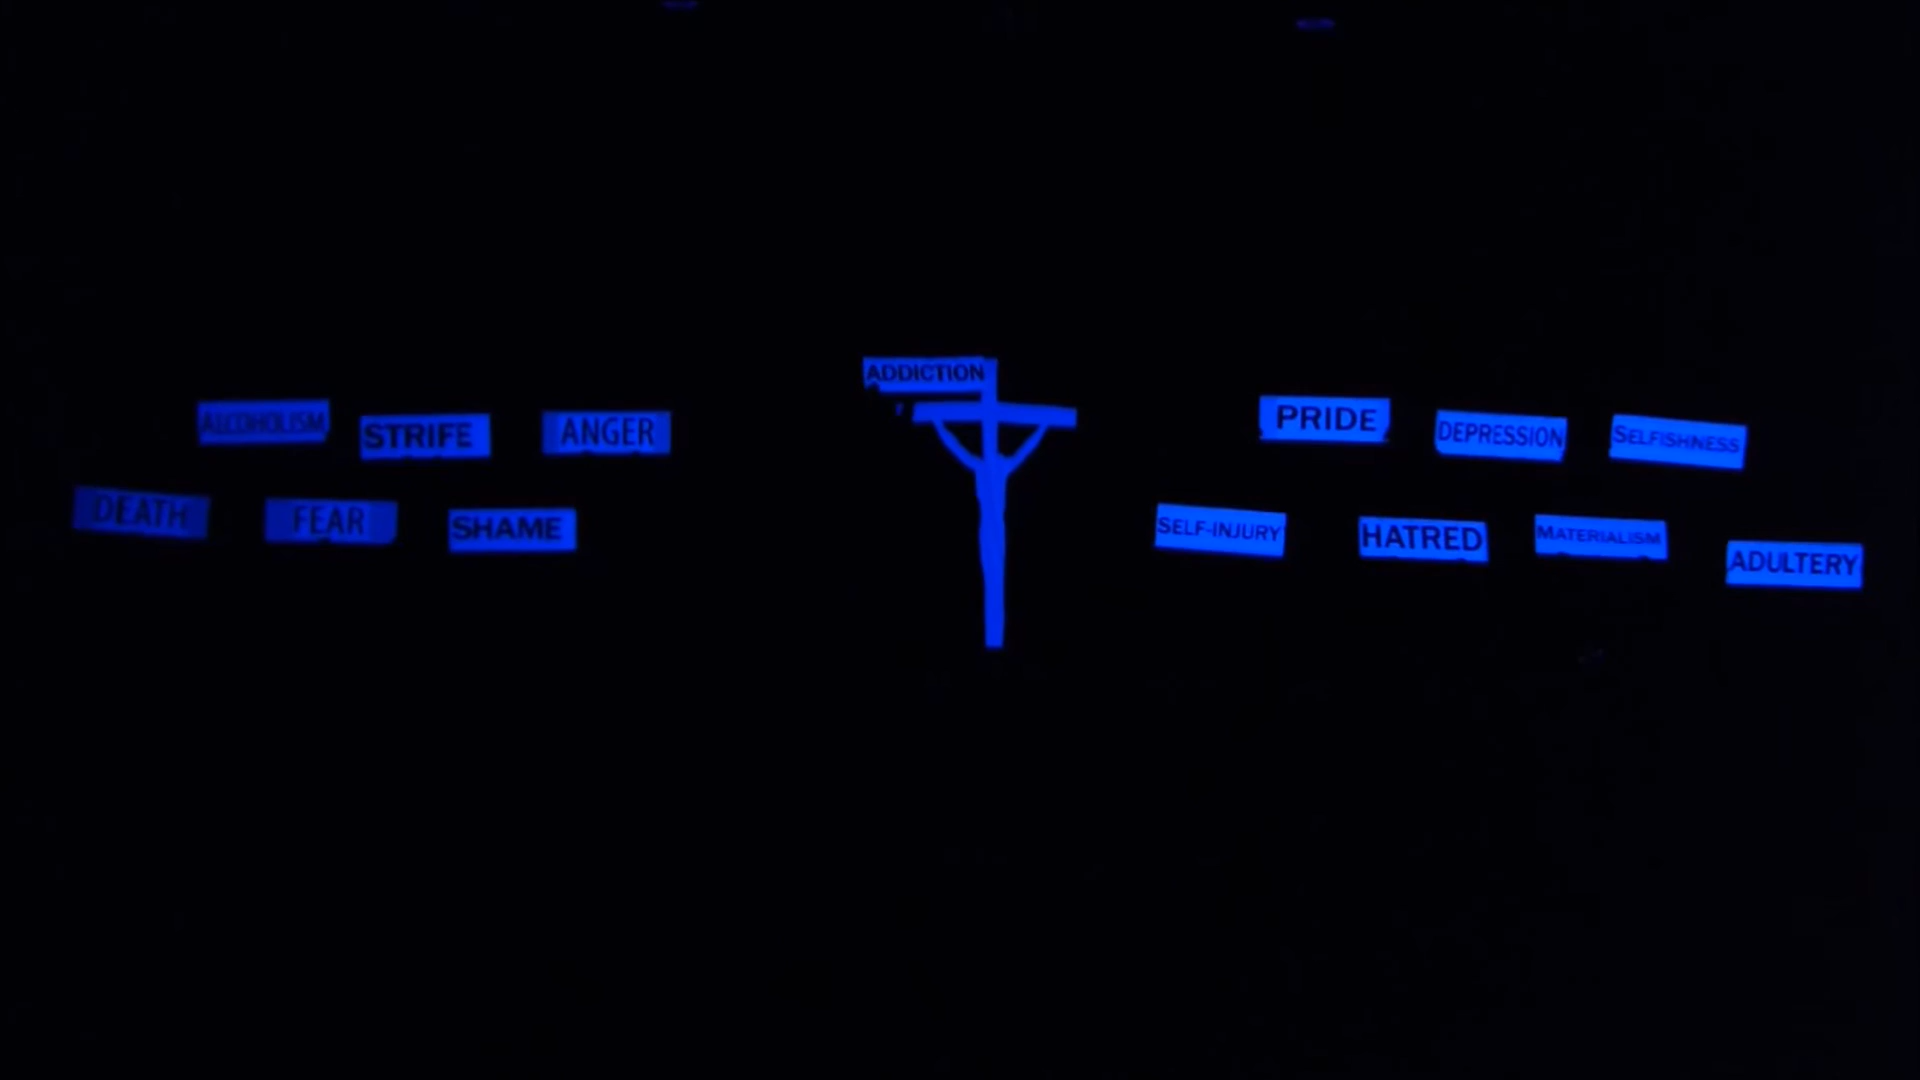 ADDICTION
ALCOHOLISM
STRIFE
ANGER
PRIDE
DEPRESSION
SELFISHNESS
DEATH
FEAR
SHAME
SELF-INJURY
HATRED
MATERIALISM
ADULTERY